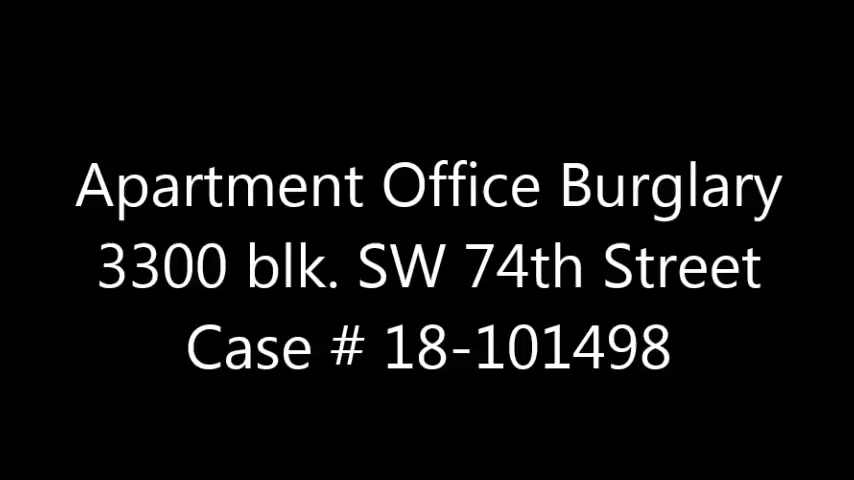 Apartment Office Burglary
3300 blk. SW 74th Street
Case # 18-101498